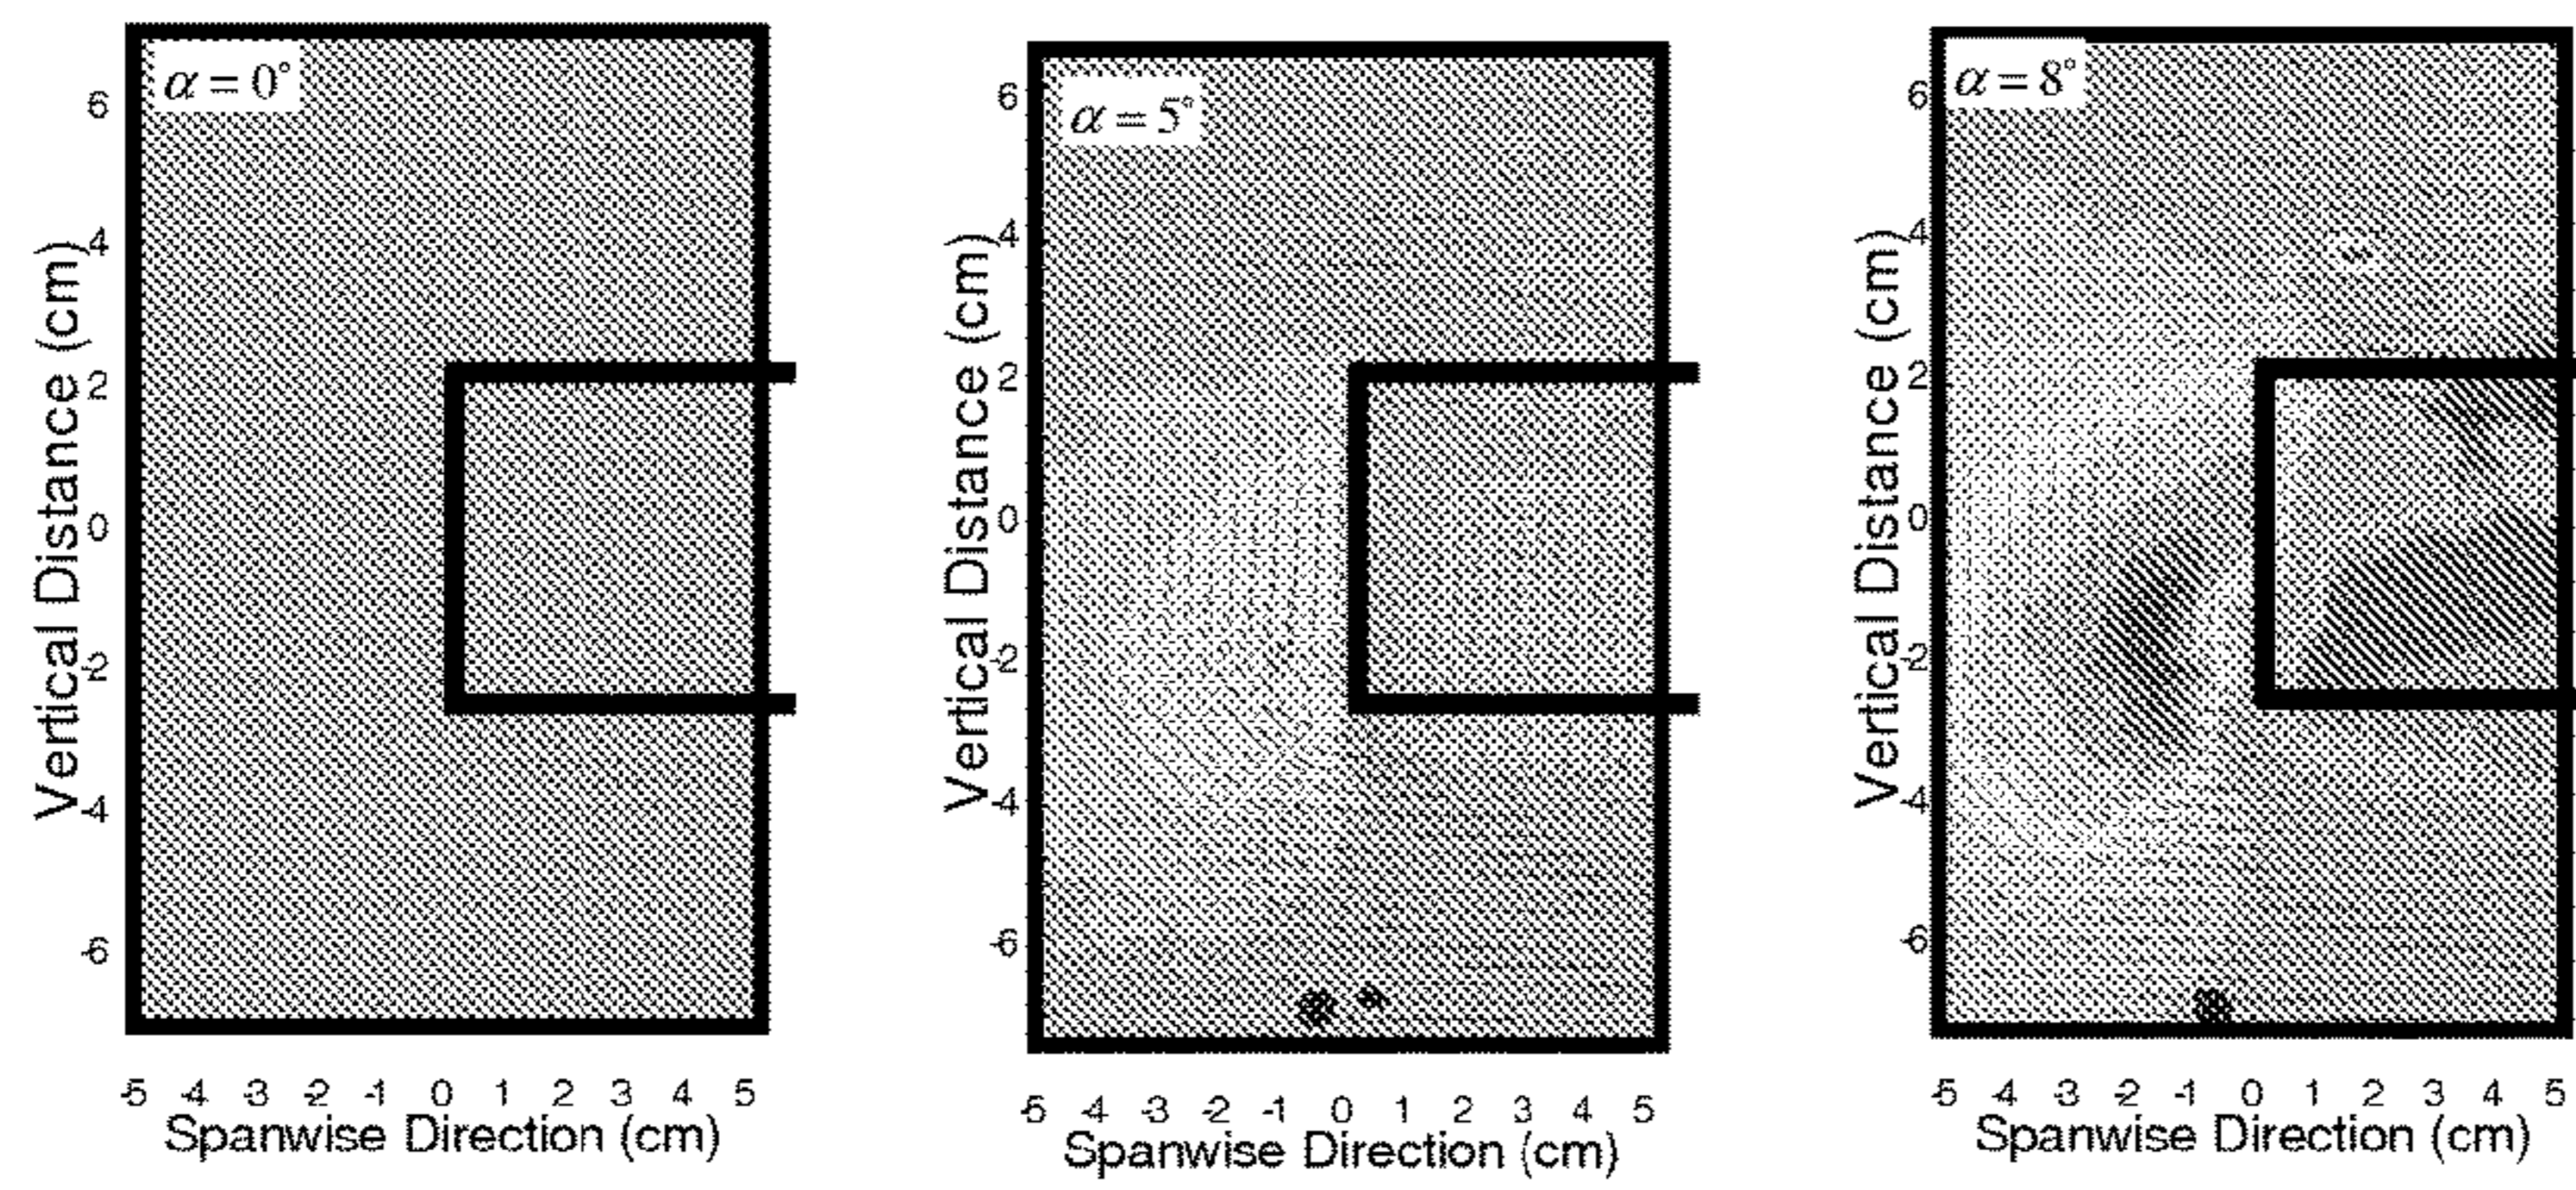 α = 0°
6
4
2
0
-2
-4
-6
Vertical Distance (cm)
-5 -4 -3 -2 -1 0 1 2 3 4 5
Spanwise Direction (cm)
α = 5°
6
4
2
0
-2
-4
-6
Vertical Distance (cm)
-5 -4 -3 -2 -1 0 1 2 3 4 5
Spanwise Direction (cm)
α = 8°
6
4
2
0
-2
-4
-6
Vertical Distance (cm)
-5 -4 -3 -2 -1 0 1 2 3 4 5
Spanwise Direction (cm)